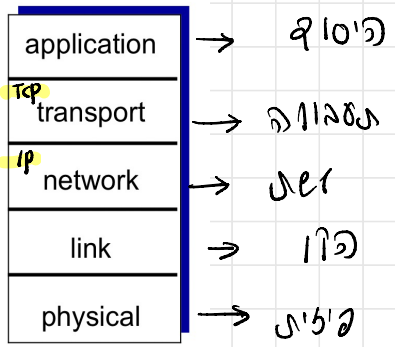 application →
TCP
transport → תעבורה
IP
network → רשת
link →
physical → פיזית